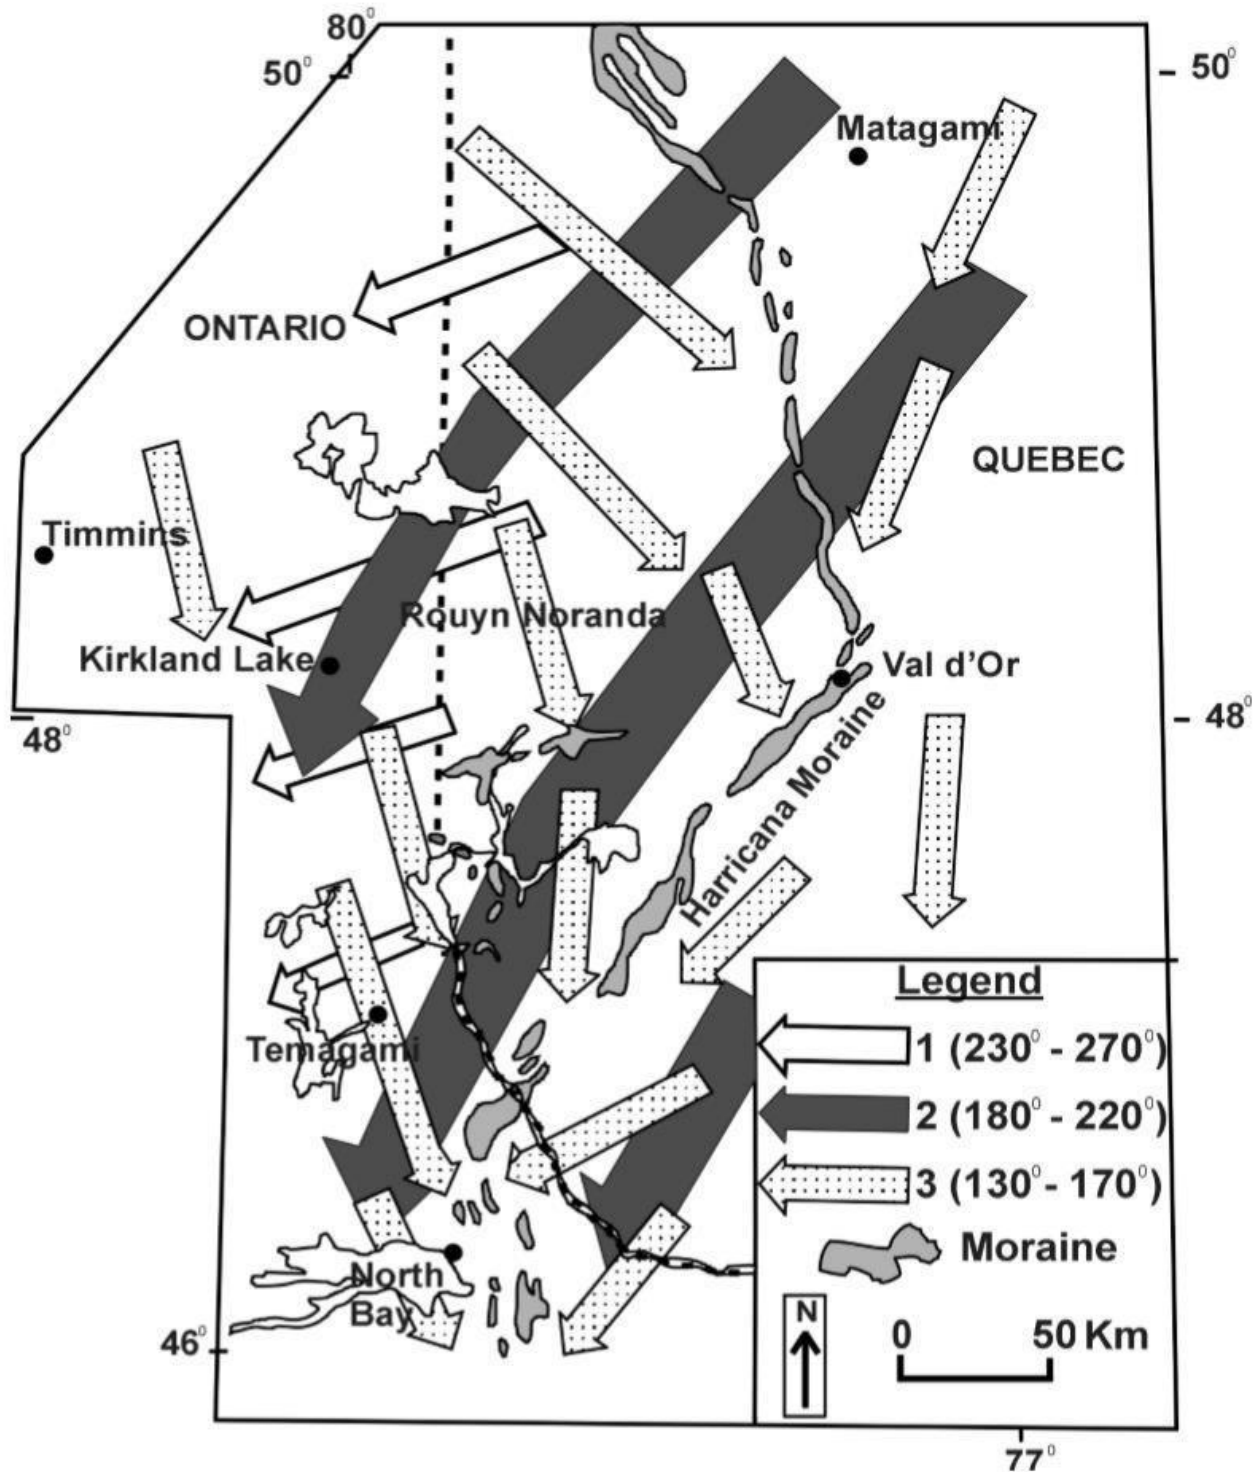 80°
50°
50°
Matagami
ONTARIO
QUEBEC
Timmins
Rouyn Noranda
Kirkland Lake
Val d'Or
48°
48°
Harricana Moraine
Temagami
North
Bay
46°
Legend
1 (230° - 270°)
2 (180° - 220°)
3 (130° - 170°)
Moraine
N
0 50 Km
77°